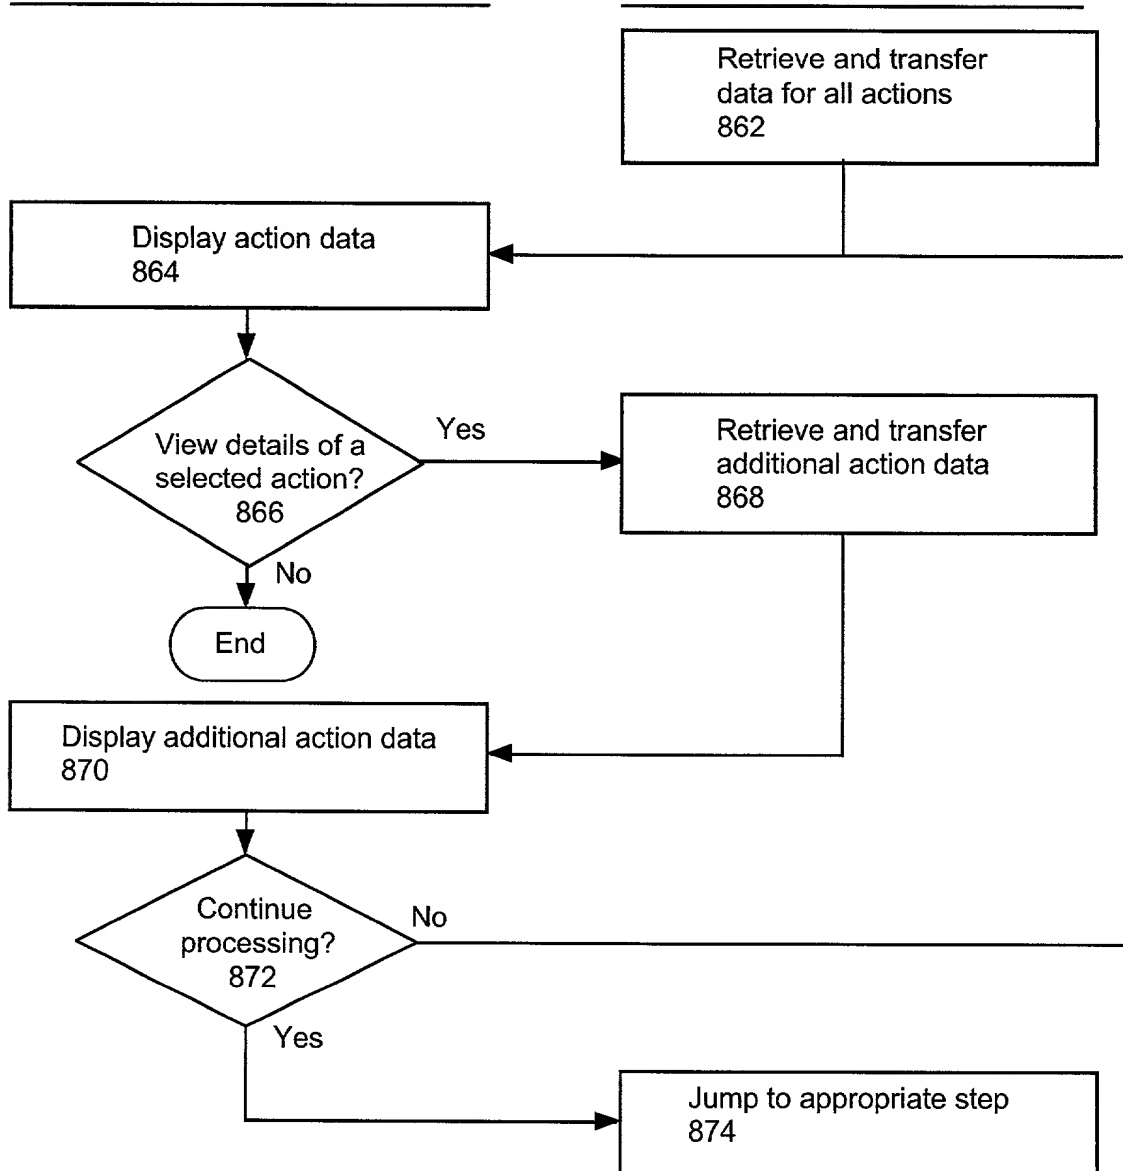 Retrieve and transfer
data for all actions
862
Display action data
864
View details of a
selected action?
866
Yes
No
Retrieve and transfer
additional action data
868
End
Display additional action data
870
Continue
processing?
872
No
Yes
Jump to appropriate step
874